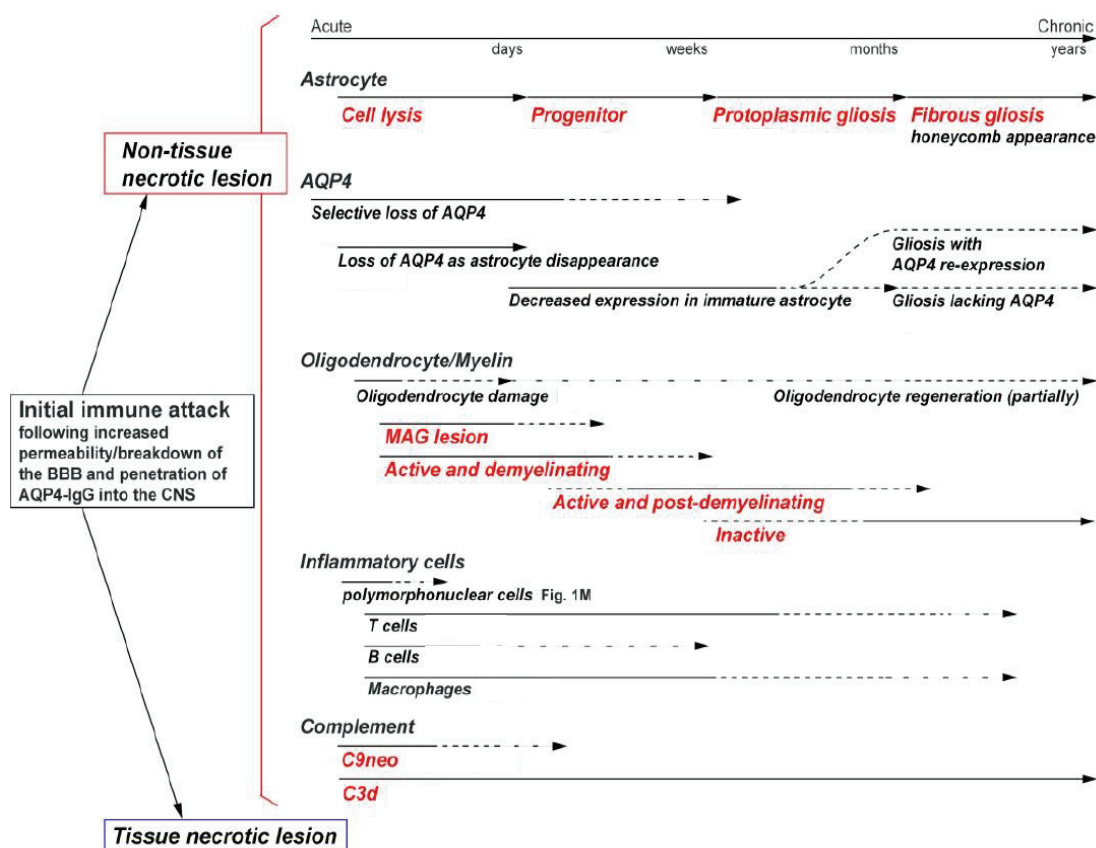 Acute Chronic
days weeks months years
Astrocyte
Cell lysis Progenitor Protoplasmic gliosis Fibrous gliosis
honeycomb appearance
Non-tissue
necrotic lesion
AQP4
Selective loss of AQP4
Loss of AQP4 as astrocyte disappearance
Gliosis with
AQP4 re-expression
Decreased expression in immature astrocyte Gliosis lacking AQP4
Oligodendrocyte/Myelin
Oligodendrocyte damage Oligodendrocyte regeneration (partially)
Initial immune attack
following increased
permeability/breakdown of
the BBB and penetration of
AQP4-IgG into the CNS
MAG lesion
Active and demyelinating
Active and post-demyelinating
Inactive
Inflammatory cells
polymorphonuclear cells Fig. 1M
T cells
B cells
Macrophages
Complement
C9neo
C3d
Tissue necrotic lesion